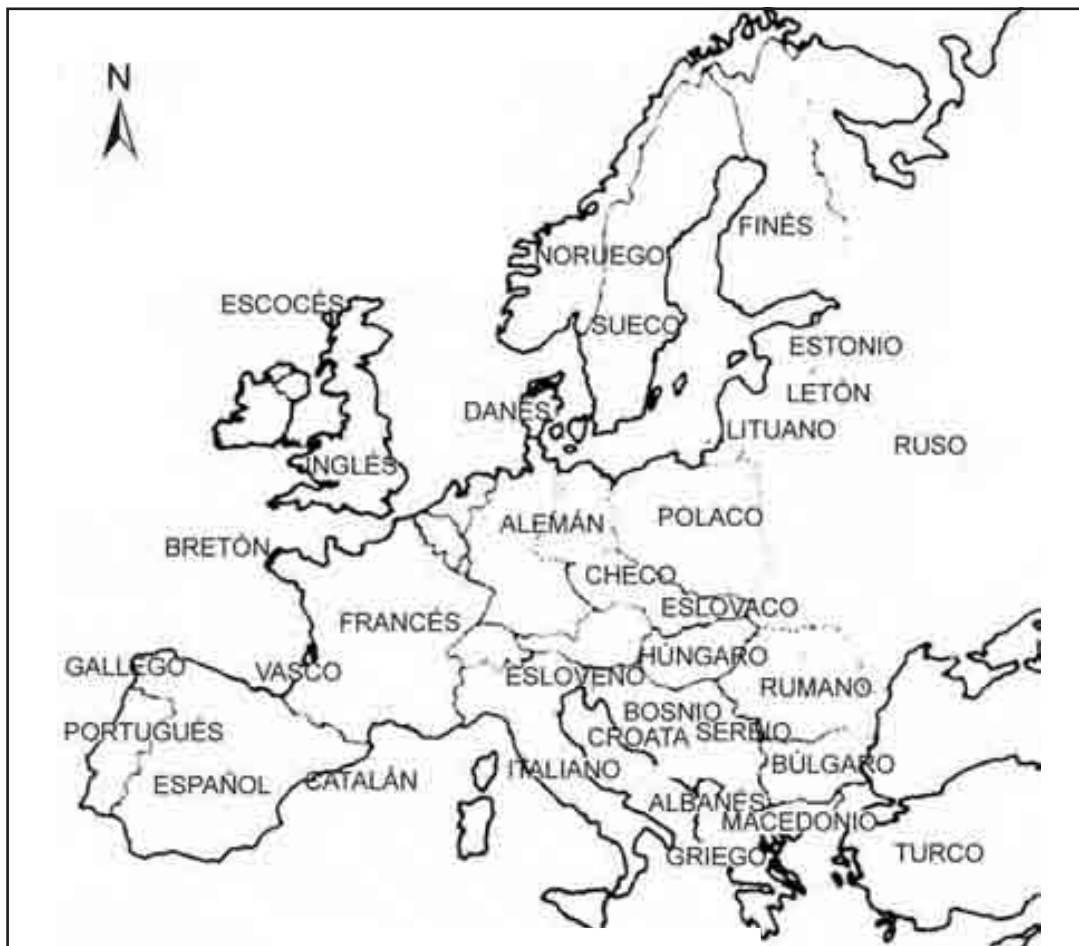 N
FINÉS
NORUEGO
ESCOCÉS
SUECO
ESTONIO
LETÓN
DANÉS
LITUANO
RUSO
INGLÉS
ALEMÁN
POLACO
BRETÓN
CHECO
ESLOVACO
FRANCÉS
HÚNGARO
GALLEGO
VASCO
ESLOVENO
RUMANO
BOSNIO
PORTUGUÉS
SERBIO
CROATA
BÚLGARO
ITALIANO
ESPAÑOL
CATALÁN
ALBANÉS
MACEDONIO
GRIEGO
TURCO